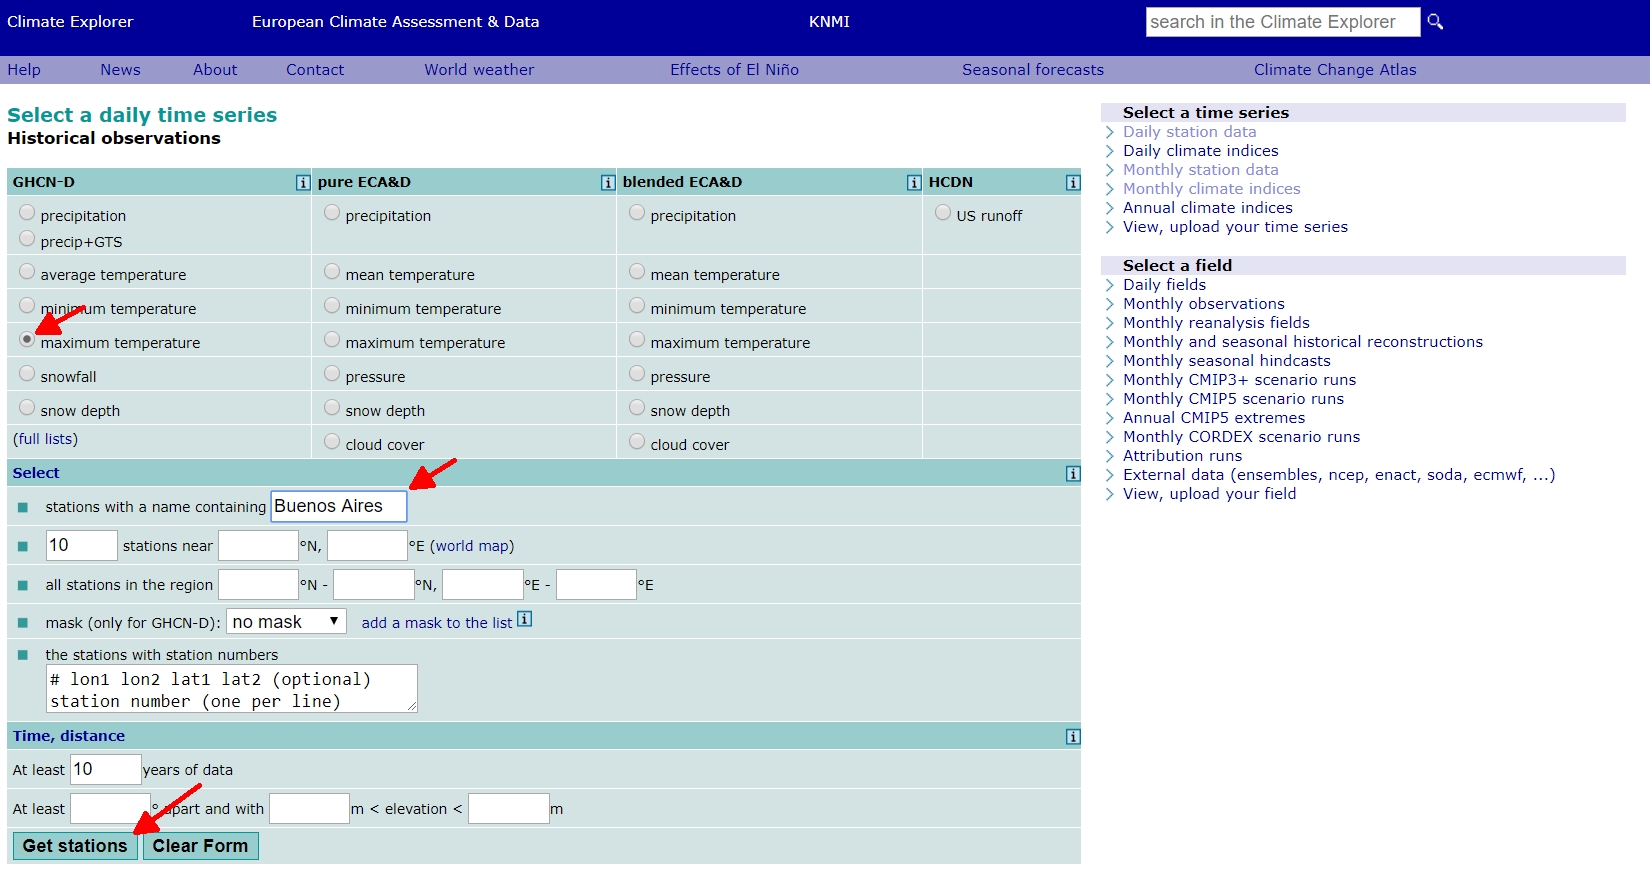 Climate Explorer European Climate Assessment & Data KNMI search in the Climate Explorer
Help News About Contact World weather Effects of El Niño Seasonal forecasts Climate Change Atlas
Select a daily time series
Historical observations
GHCN-D i pure ECA&D i blended ECA&D i HCDN i
precipitation precipitation precipitation US runoff
precip+GTS
average temperature mean temperature mean temperature
minimum temperature minimum temperature minimum temperature
maximum temperature maximum temperature maximum temperature
snowfall pressure pressure
snow depth snow depth snow depth
(full lists) cloud cover cloud cover
Select i
stations with a name containing Buenos Aires
10 stations near °N, °E (world map)
all stations in the region °N - °N, °E - °E
mask (only for GHCN-D): no mask add a mask to the list i
the stations with station numbers
# lon1 lon2 lat1 lat2 (optional)
station number (one per line)
Time, distance i
At least 10 years of data
At least ° apart and with m < elevation < m
Get stations Clear Form
Select a time series
Daily station data
Daily climate indices
Monthly station data
Monthly climate indices
Annual climate indices
View, upload your time series
Select a field
Daily fields
Monthly observations
Monthly reanalysis fields
Monthly and seasonal historical reconstructions
Monthly seasonal hindcasts
Monthly CMIP3+ scenario runs
Monthly CMIP5 scenario runs
Annual CMIP5 extremes
Monthly CORDEX scenario runs
Attribution runs
External data (ensembles, ncep, enact, soda, ecmwf, ...)
View, upload your field